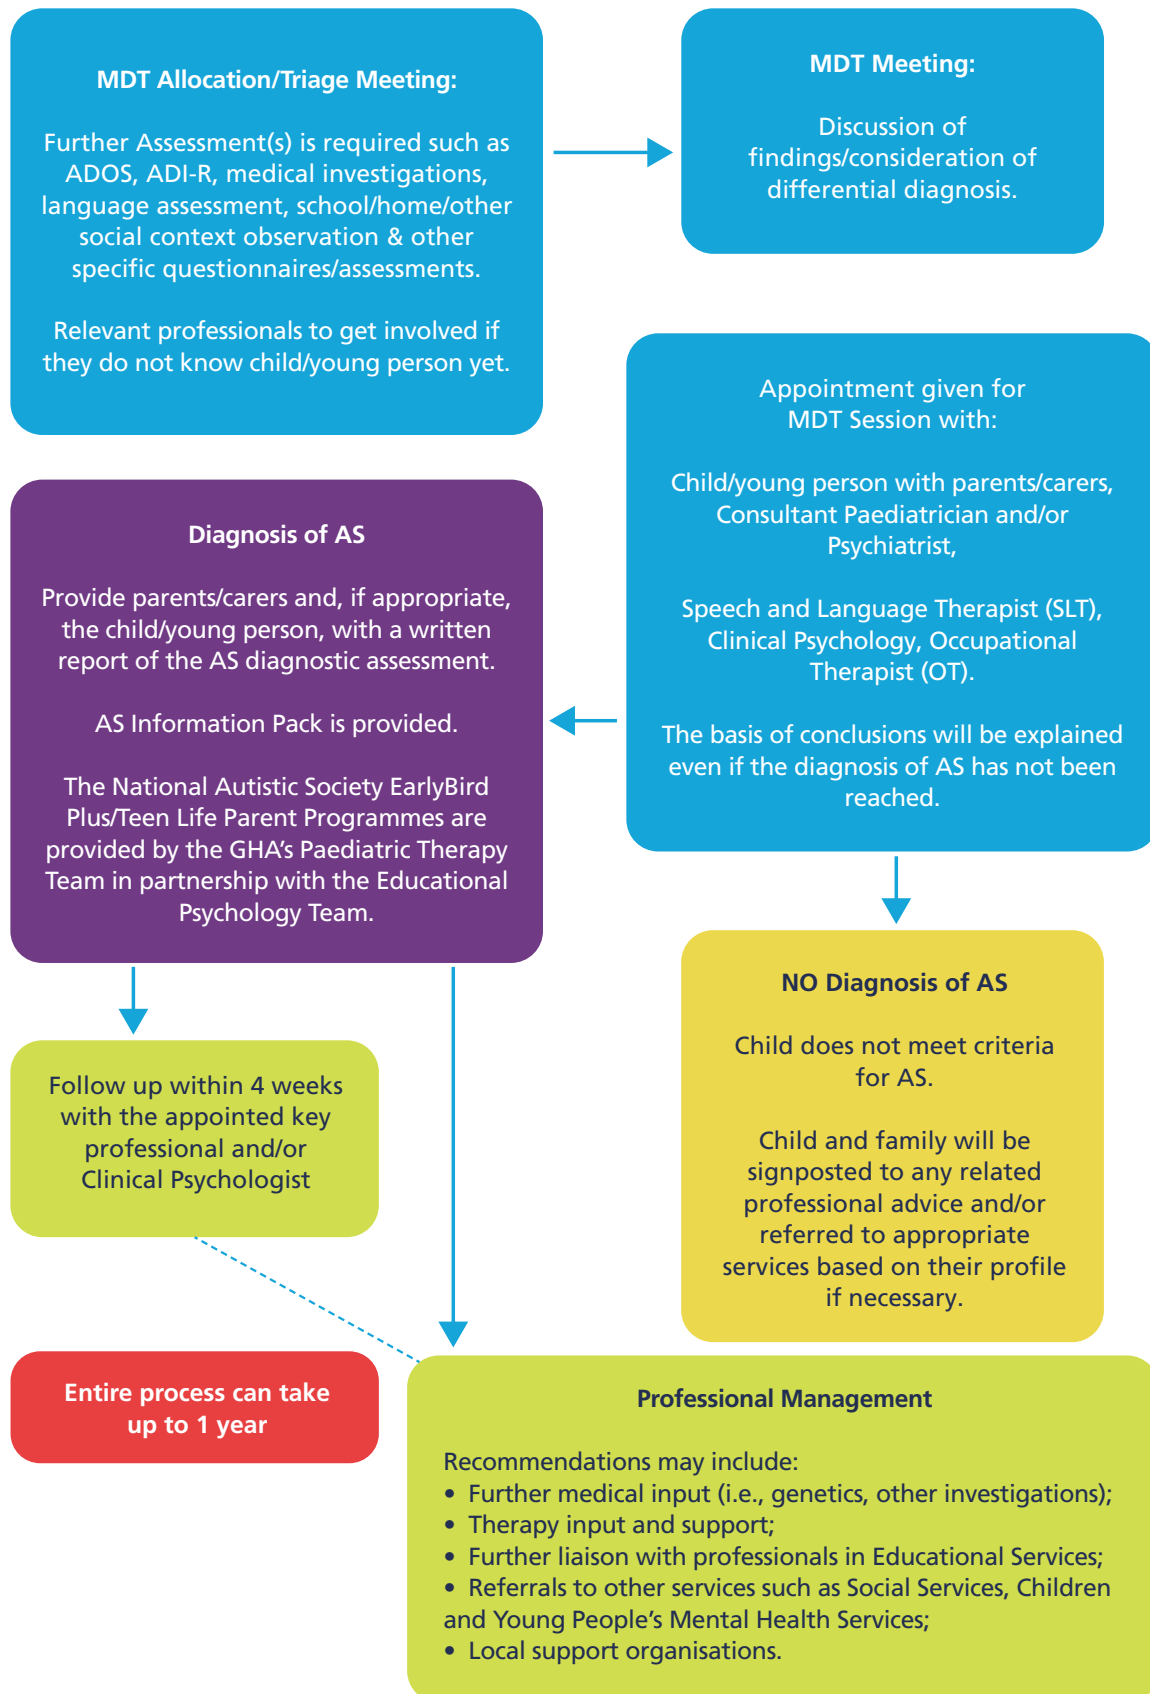 MDT Allocation/Triage Meeting:
Further Assessment(s) is required such as
ADOS, ADI-R, medical investigations,
language assessment, school/home/other
social context observation & other
specific questionnaires/assessments.
Relevant professionals to get involved if
they do not know child/young person yet.
MDT Meeting:
Discussion of
findings/consideration of
differential diagnosis.
Appointment given for
MDT Session with:
Child/young person with parents/carers,
Consultant Paediatrician and/or
Psychiatrist,
Speech and Language Therapist (SLT),
Clinical Psychology, Occupational
Therapist (OT).
The basis of conclusions will be explained
even if the diagnosis of AS has not been
reached.
Diagnosis of AS
Provide parents/carers and, if appropriate,
the child/young person, with a written
report of the AS diagnostic assessment.
AS Information Pack is provided.
The National Autistic Society EarlyBird
Plus/Teen Life Parent Programmes are
provided by the GHA's Paediatric Therapy
Team in partnership with the Educational
Psychology Team.
NO Diagnosis of AS
Child does not meet criteria
for AS.
Child and family will be
signposted to any related
professional advice and/or
referred to appropriate
services based on their profile
if necessary.
Follow up within 4 weeks
with the appointed key
professional and/or
Clinical Psychologist
Entire process can take
up to 1 year
Professional Management
Recommendations may include:
• Further medical input (i.e., genetics, other investigations);
• Therapy input and support;
• Further liaison with professionals in Educational Services;
• Referrals to other services such as Social Services, Children
and Young People's Mental Health Services;
• Local support organisations.